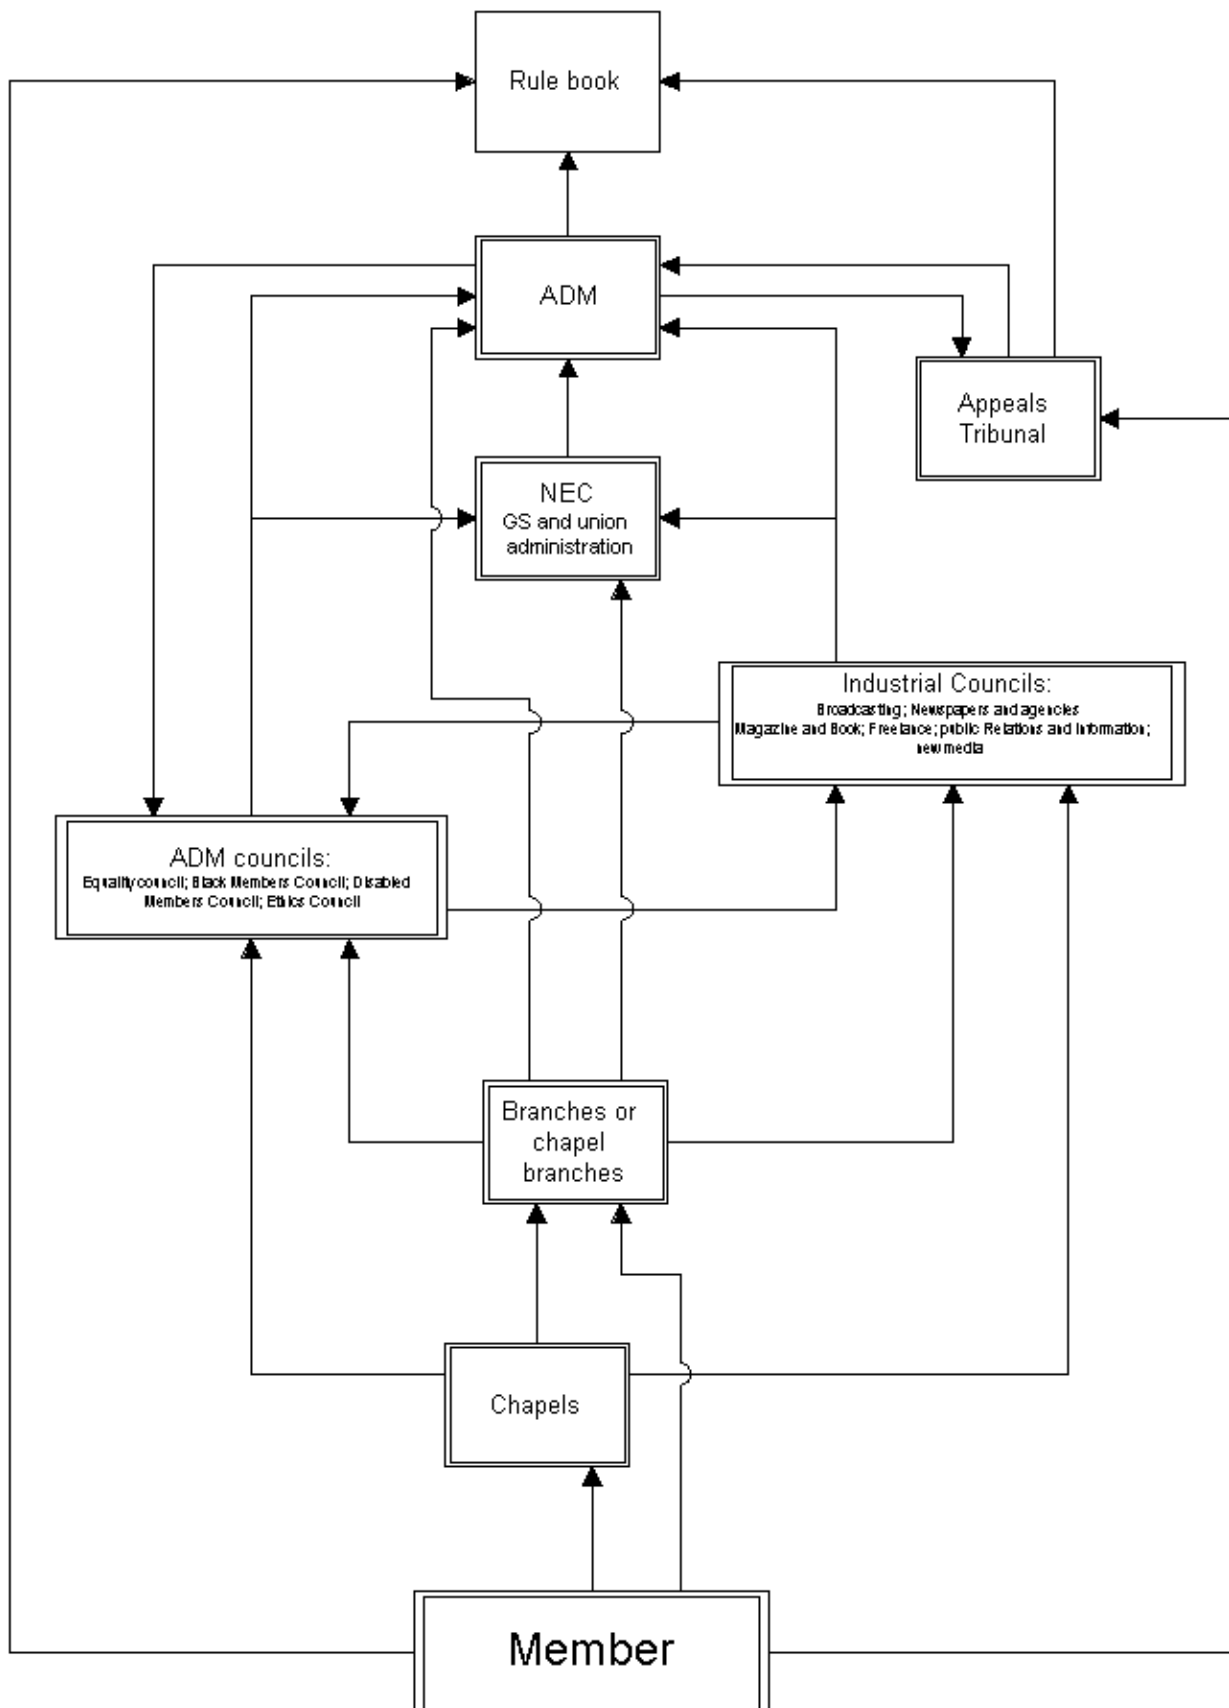 Rule book
ADM
Appeals
Tribunal
NEC
GS and union
administration
Industrial Councils:
Broadcasting; Newspapers and agencies
Magazine and Book; Freelance; public Relations and Information;
new media
ADM councils:
Equality council; Black Members Council; Disabled
Members Council; Ethics Council
Branches or
chapel
branches
Chapels
Member